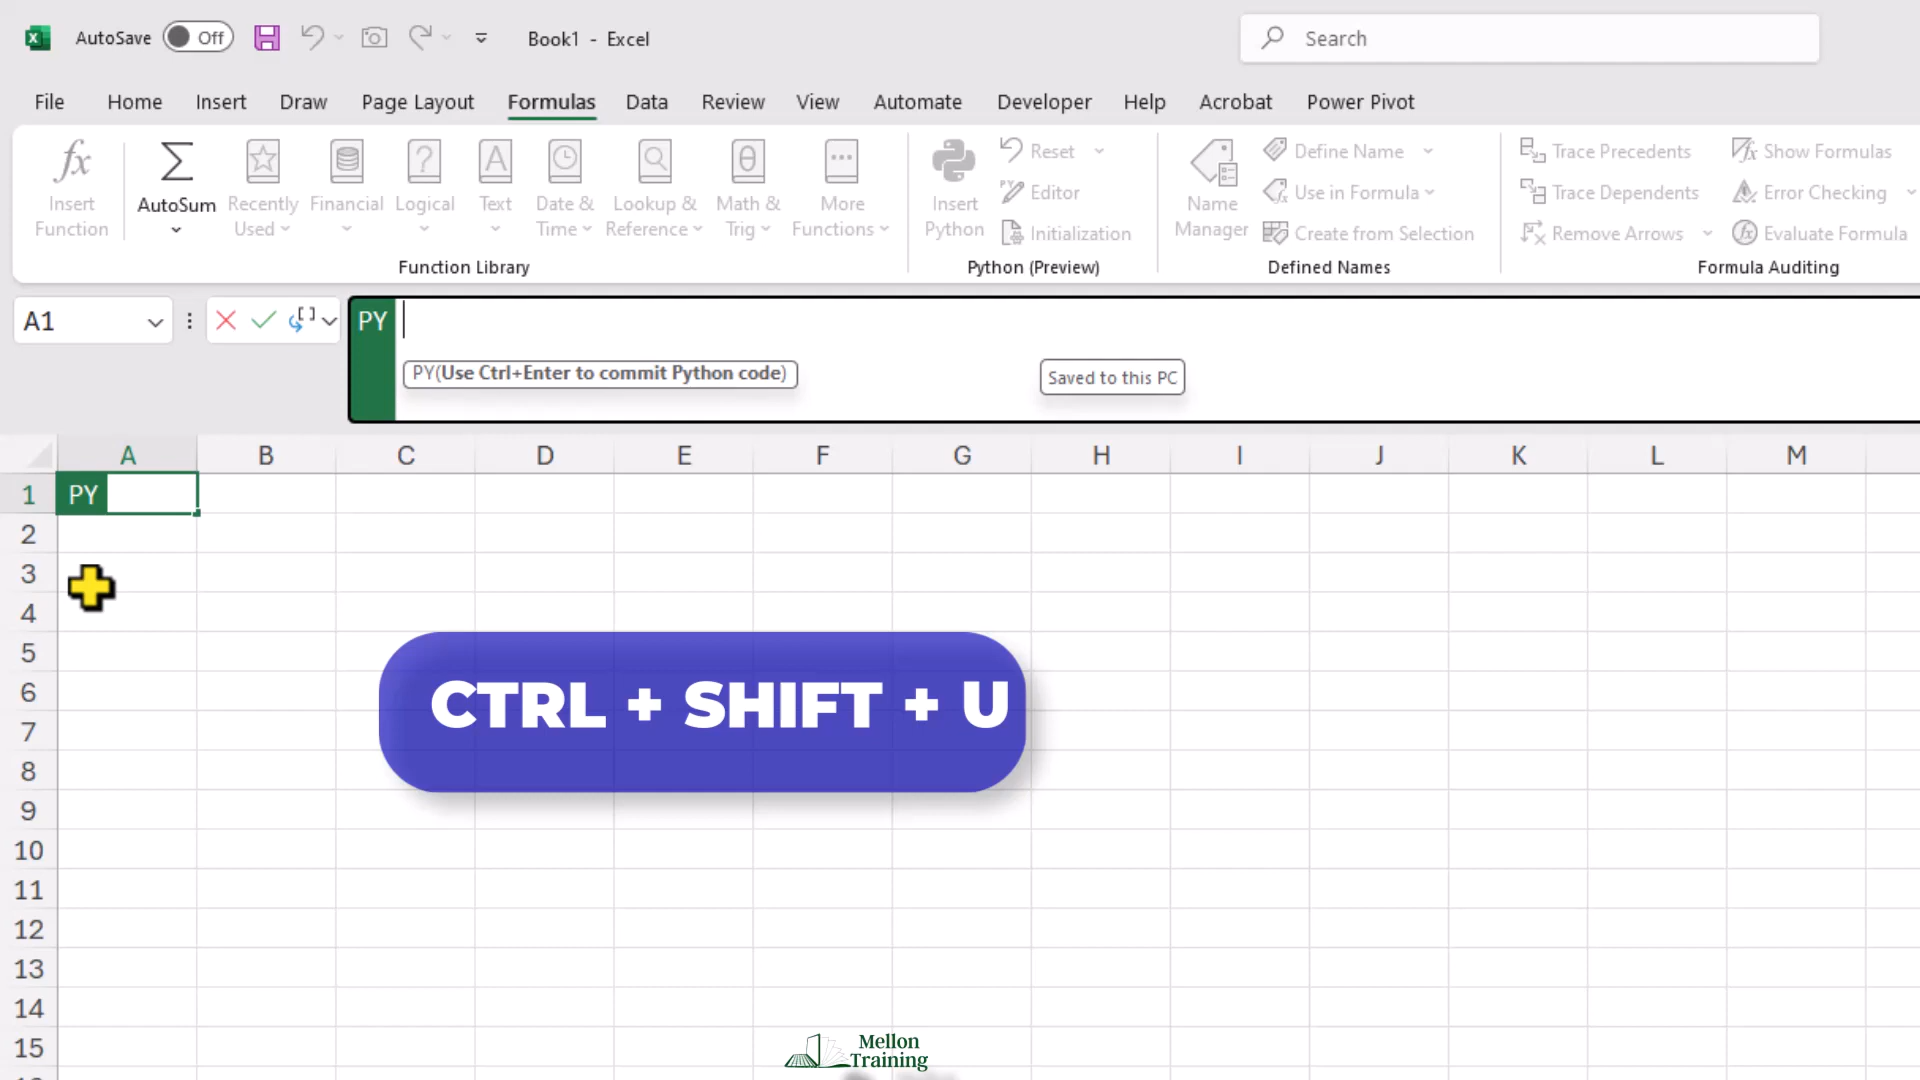 AutoSave Off Book1 - Excel Search
File Home Insert Draw Page Layout Formulas Data Review View Automate Developer Help Acrobat Power Pivot
Insert Function
AutoSum
Recently Used
Financial
Logical
Text
Date & Time
Lookup & Reference
Math & Trig
More Functions
Function Library
Insert Python
Reset
Editor
Initialization
Python (Preview)
Name Manager
Define Name
Use in Formula
Create from Selection
Defined Names
Trace Precedents
Trace Dependents
Remove Arrows
Show Formulas
Error Checking
Evaluate Formula
Formula Auditing
A1
PY
PY(Use Ctrl+Enter to commit Python code)
Saved to this PC
A B C D E F G H I J K L M
1 PY
2
3
4
5
6
7
8
9
10
11
12
13
14
15
CTRL + SHIFT + U
Mellon
Training